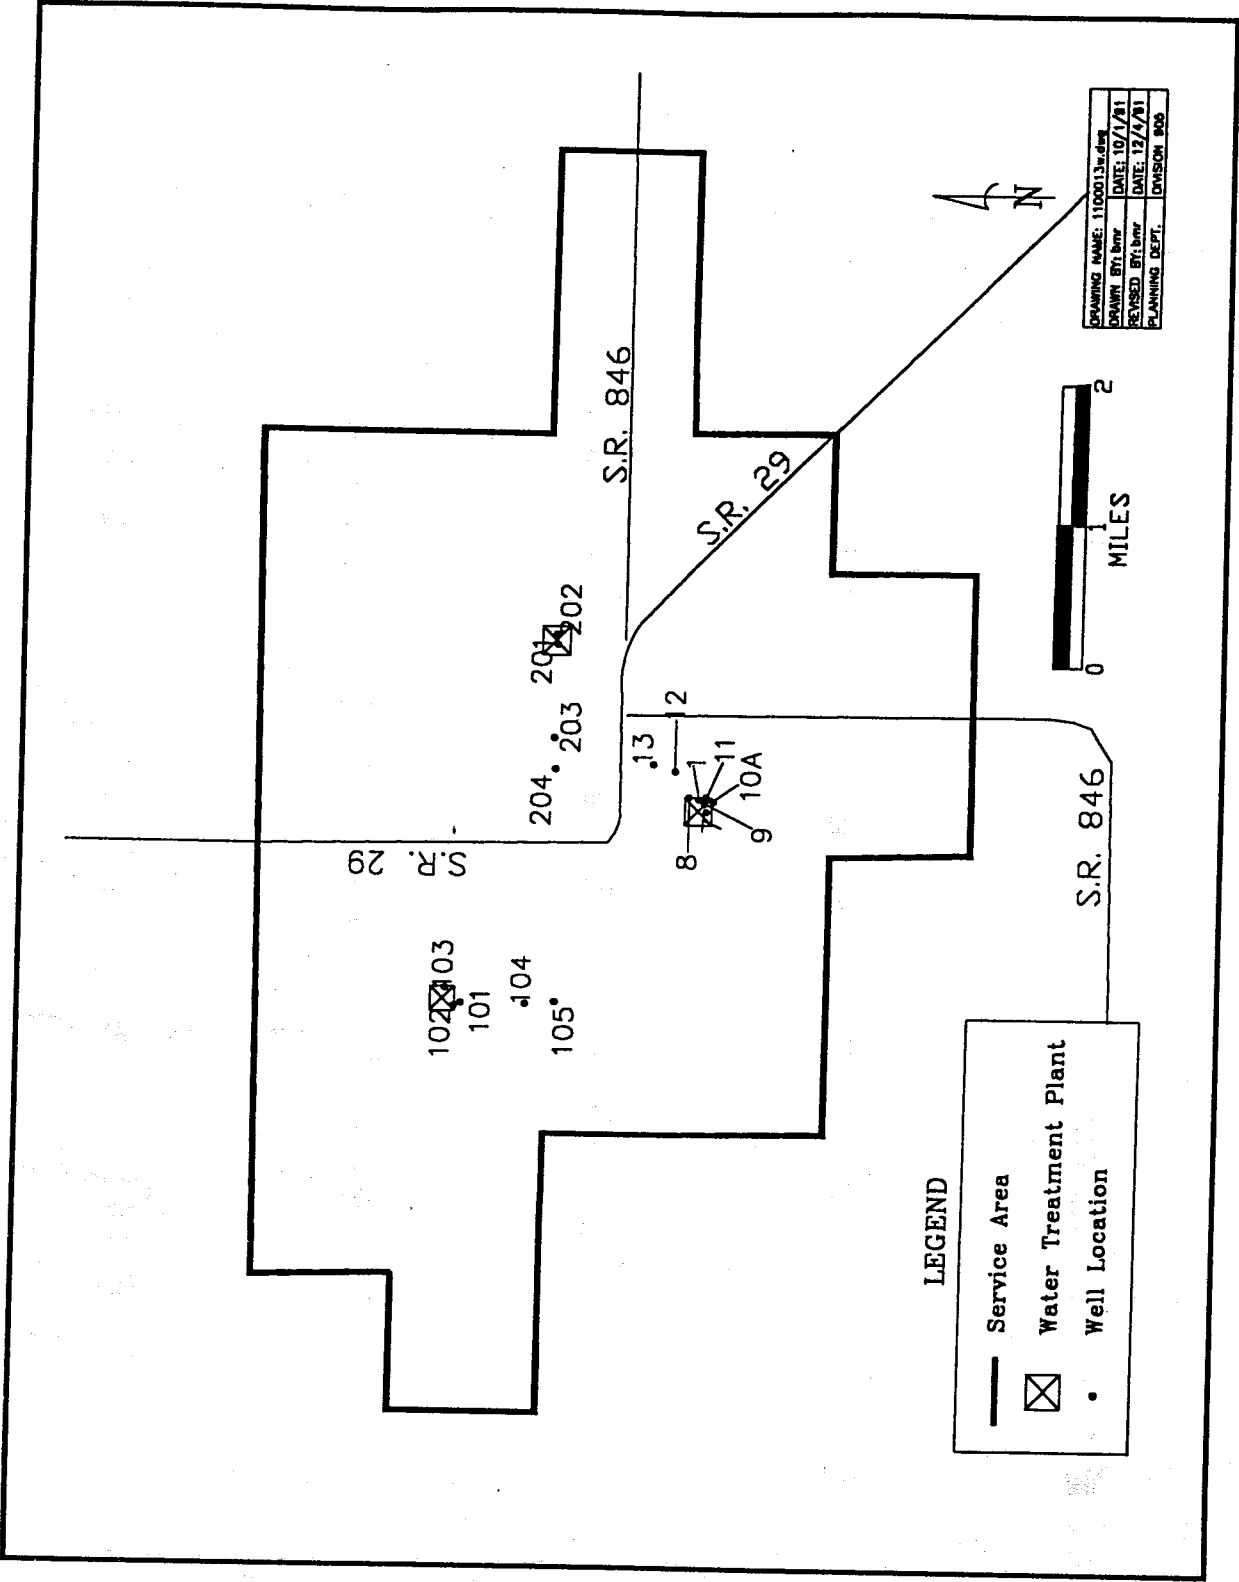 S.R. 29
102
103
101
104
105
204
203
201
202
S.R. 846
S.R. 29
13
12
8
1
11
10A
9
S.R. 846
N
0
1
2
MILES
LEGEND
Service Area
Water Treatment Plant
Well Location
DRAWING NAME: 1100013w.dwg
DRAWN BY: bmr DATE: 10/1/91
REVISED BY: bmr DATE: 12/4/91
PLANNING DEPT. DIVISION 906